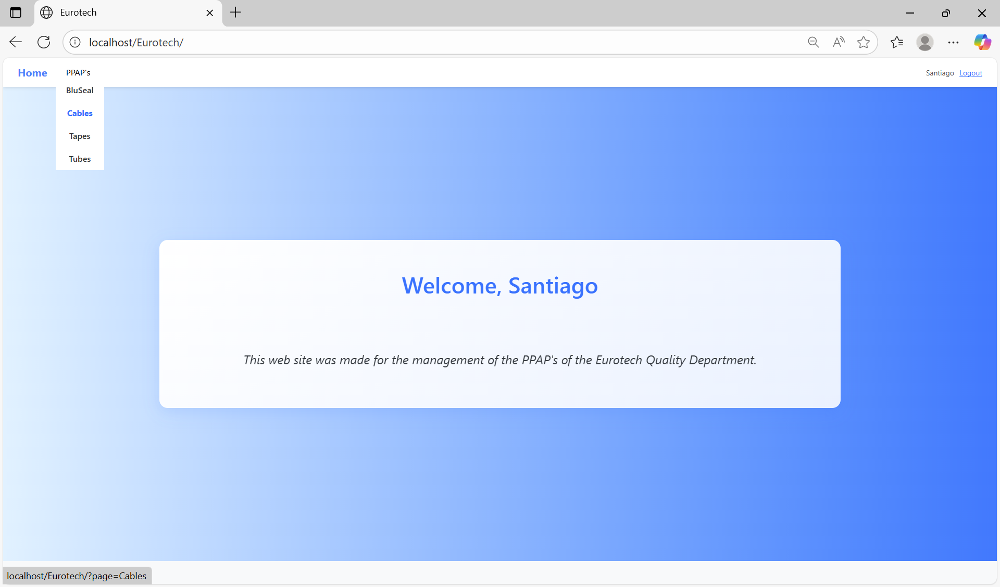 Eurotech
localhost/Eurotech/
Home PPAP's Santiago Logout
BluSeal
Cables
Tapes
Tubes
Welcome, Santiago
This web site was made for the management of the PPAP's of the Eurotech Quality Department.
localhost/Eurotech/?page=Cables